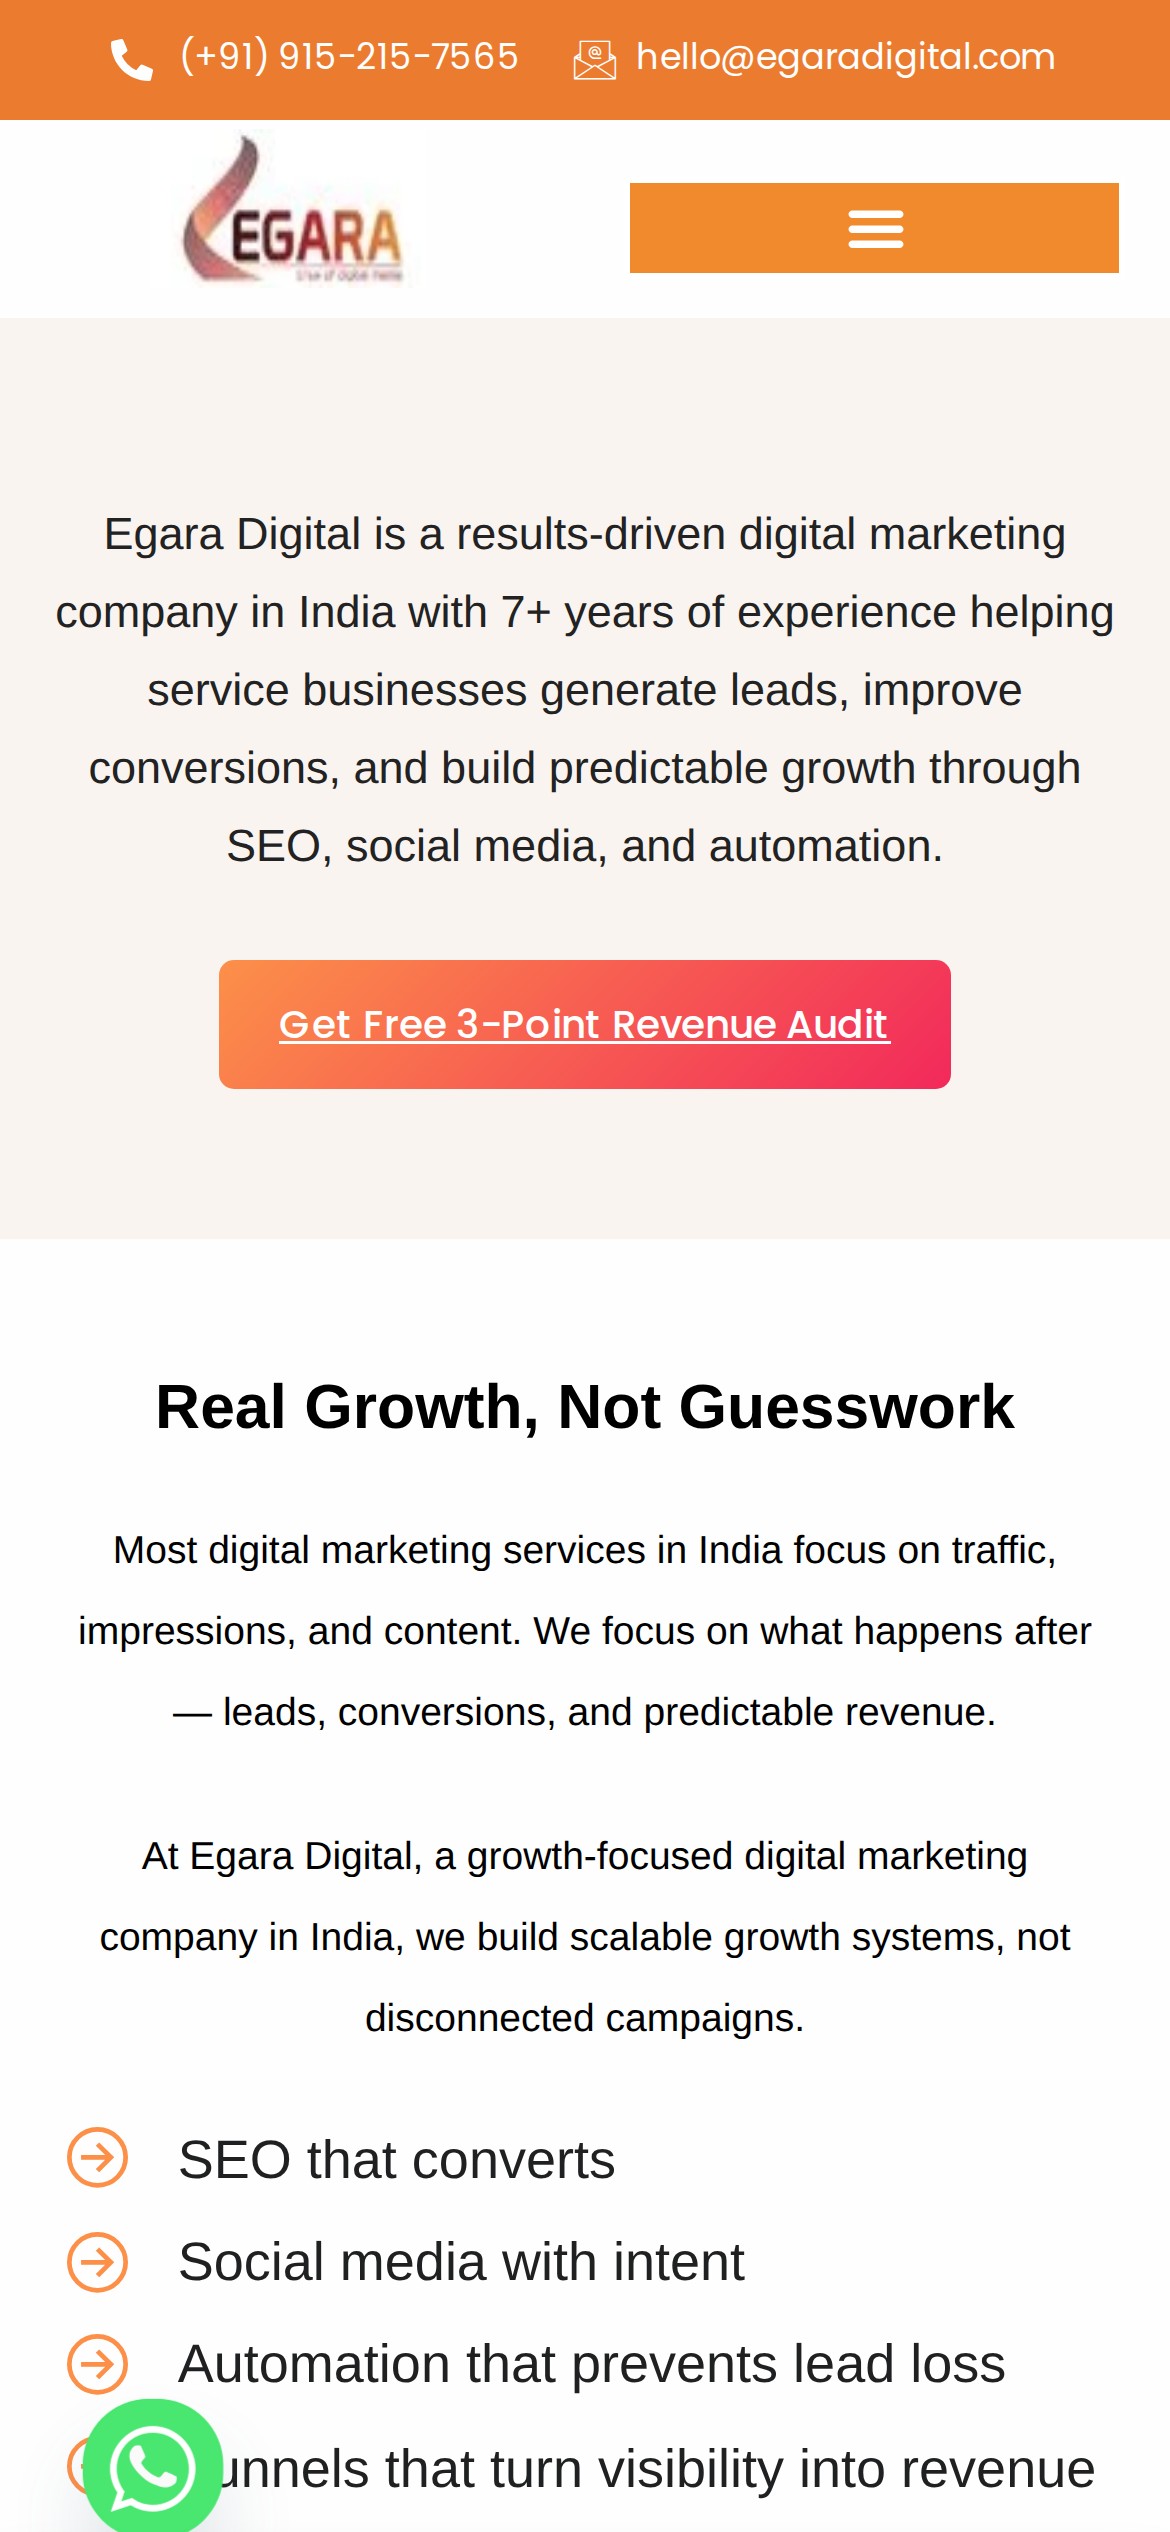 (+91) 915-215-7565
hello@egaradigital.com
EGARA
Egara Digital is a results-driven digital marketing
company in India with 7+ years of experience helping
service businesses generate leads, improve
conversions, and build predictable growth through
SEO, social media, and automation.
Get Free 3-Point Revenue Audit
Real Growth, Not Guesswork
Most digital marketing services in India focus on traffic,
impressions, and content. We focus on what happens after
— leads, conversions, and predictable revenue.
At Egara Digital, a growth-focused digital marketing
company in India, we build scalable growth systems, not
disconnected campaigns.
SEO that converts
Social media with intent
Automation that prevents lead loss
unnels that turn visibility into revenue